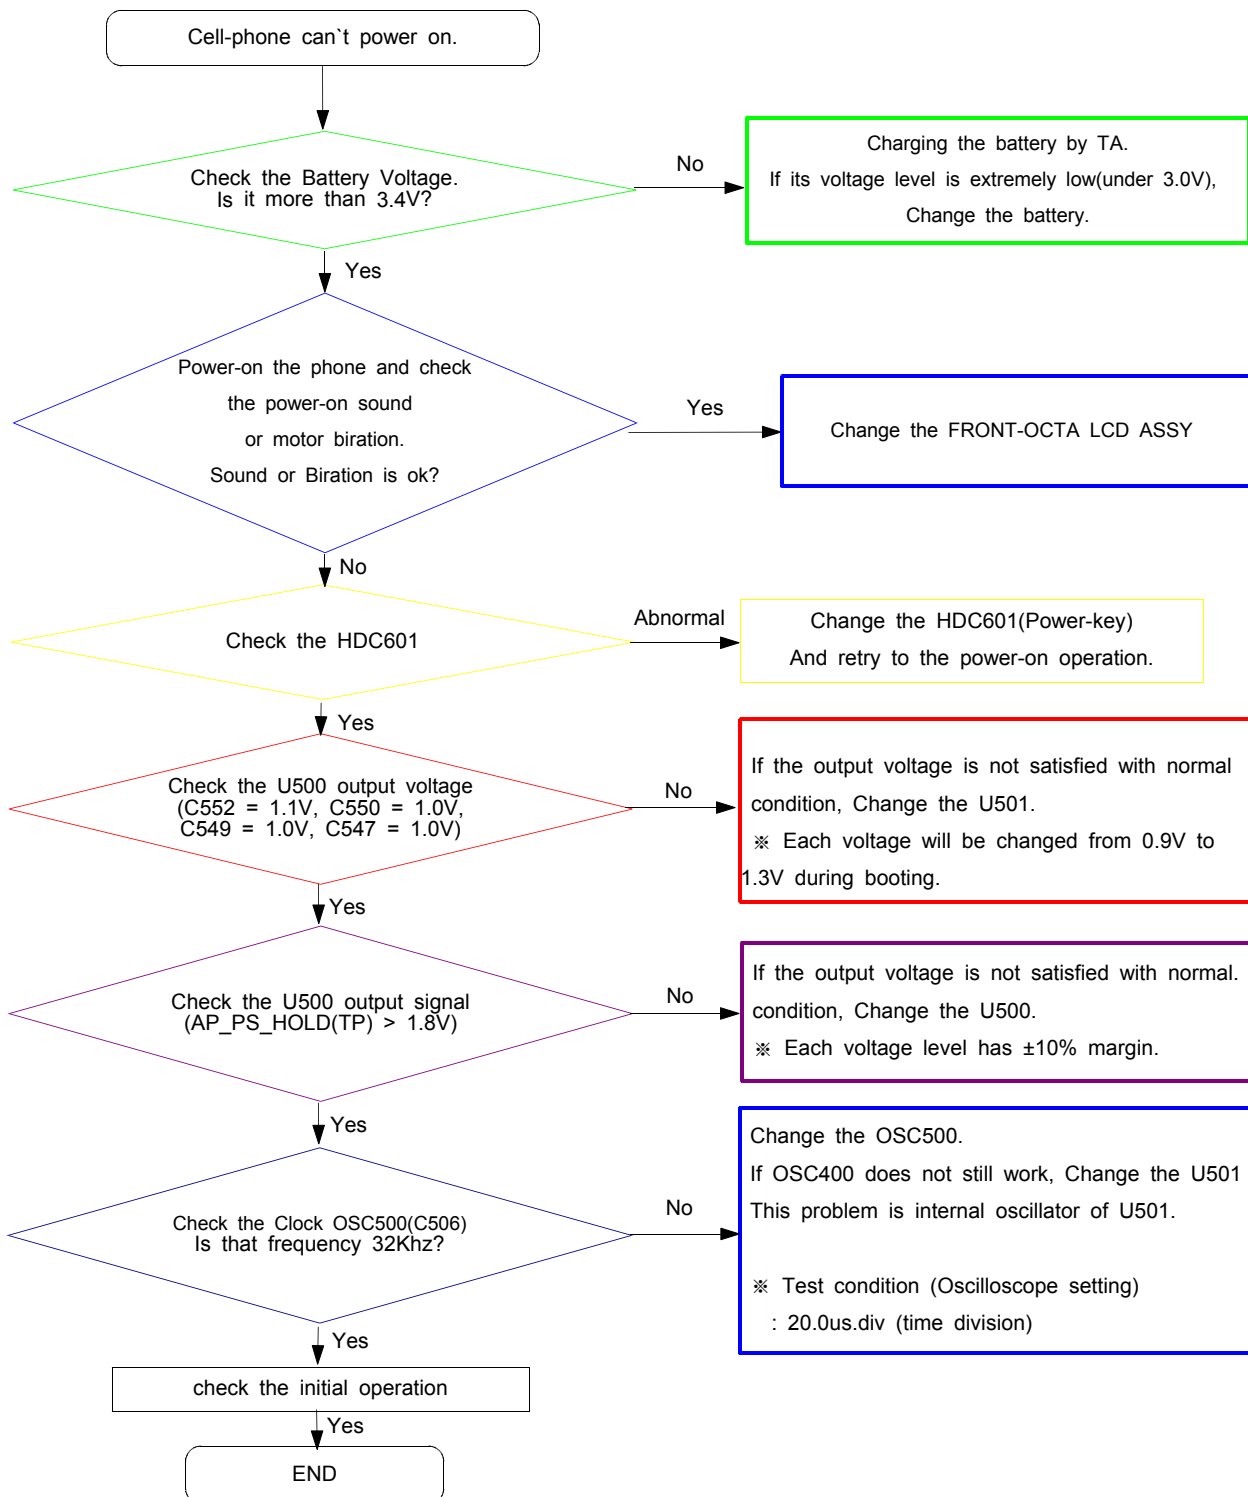 Cell-phone can`t power on.
Check the Battery Voltage.
Is it more than 3.4V?
No
Charging the battery by TA.
If its voltage level is extremely low(under 3.0V),
Change the battery.
Yes
Power-on the phone and check
the power-on sound
or motor biration.
Sound or Biration is ok?
Yes
Change the FRONT-OCTA LCD ASSY
No
Check the HDC601
Abnormal
Change the HDC601(Power-key)
And retry to the power-on operation.
Yes
Check the U500 output voltage
(C552 = 1.1V, C550 = 1.0V,
C549 = 1.0V, C547 = 1.0V)
No
If the output voltage is not satisfied with normal
condition, Change the U501.
※ Each voltage will be changed from 0.9V to
1.3V during booting.
Yes
Check the U500 output signal
(AP_PS_HOLD(TP) > 1.8V)
No
If the output voltage is not satisfied with normal.
condition, Change the U500.
※ Each voltage level has ±10% margin.
Yes
Check the Clock OSC500(C506)
Is that frequency 32Khz?
No
Change the OSC500.
If OSC400 does not still work, Change the U501
This problem is internal oscillator of U501.
※ Test condition (Oscilloscope setting)
: 20.0us.div (time division)
Yes
check the initial operation
Yes
END